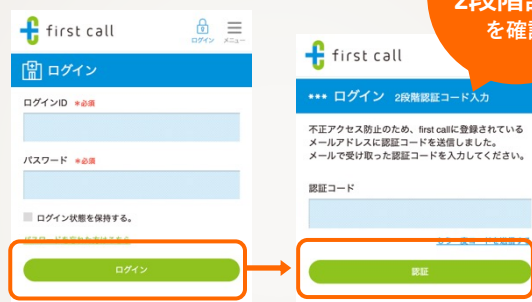 first call
ログイン
メニュー
ログイン
ログインID ※必須
パスワード ※必須
ログイン状態を保持する。
ログイン
2段階認
を確認
first call
*** ログイン 2段階認証コード入力
不正アクセス防止のため、first callに登録されている
メールアドレスに認証コードを送信しました。
メールで受け取った認証コードを入力してください。
認証コード
認証